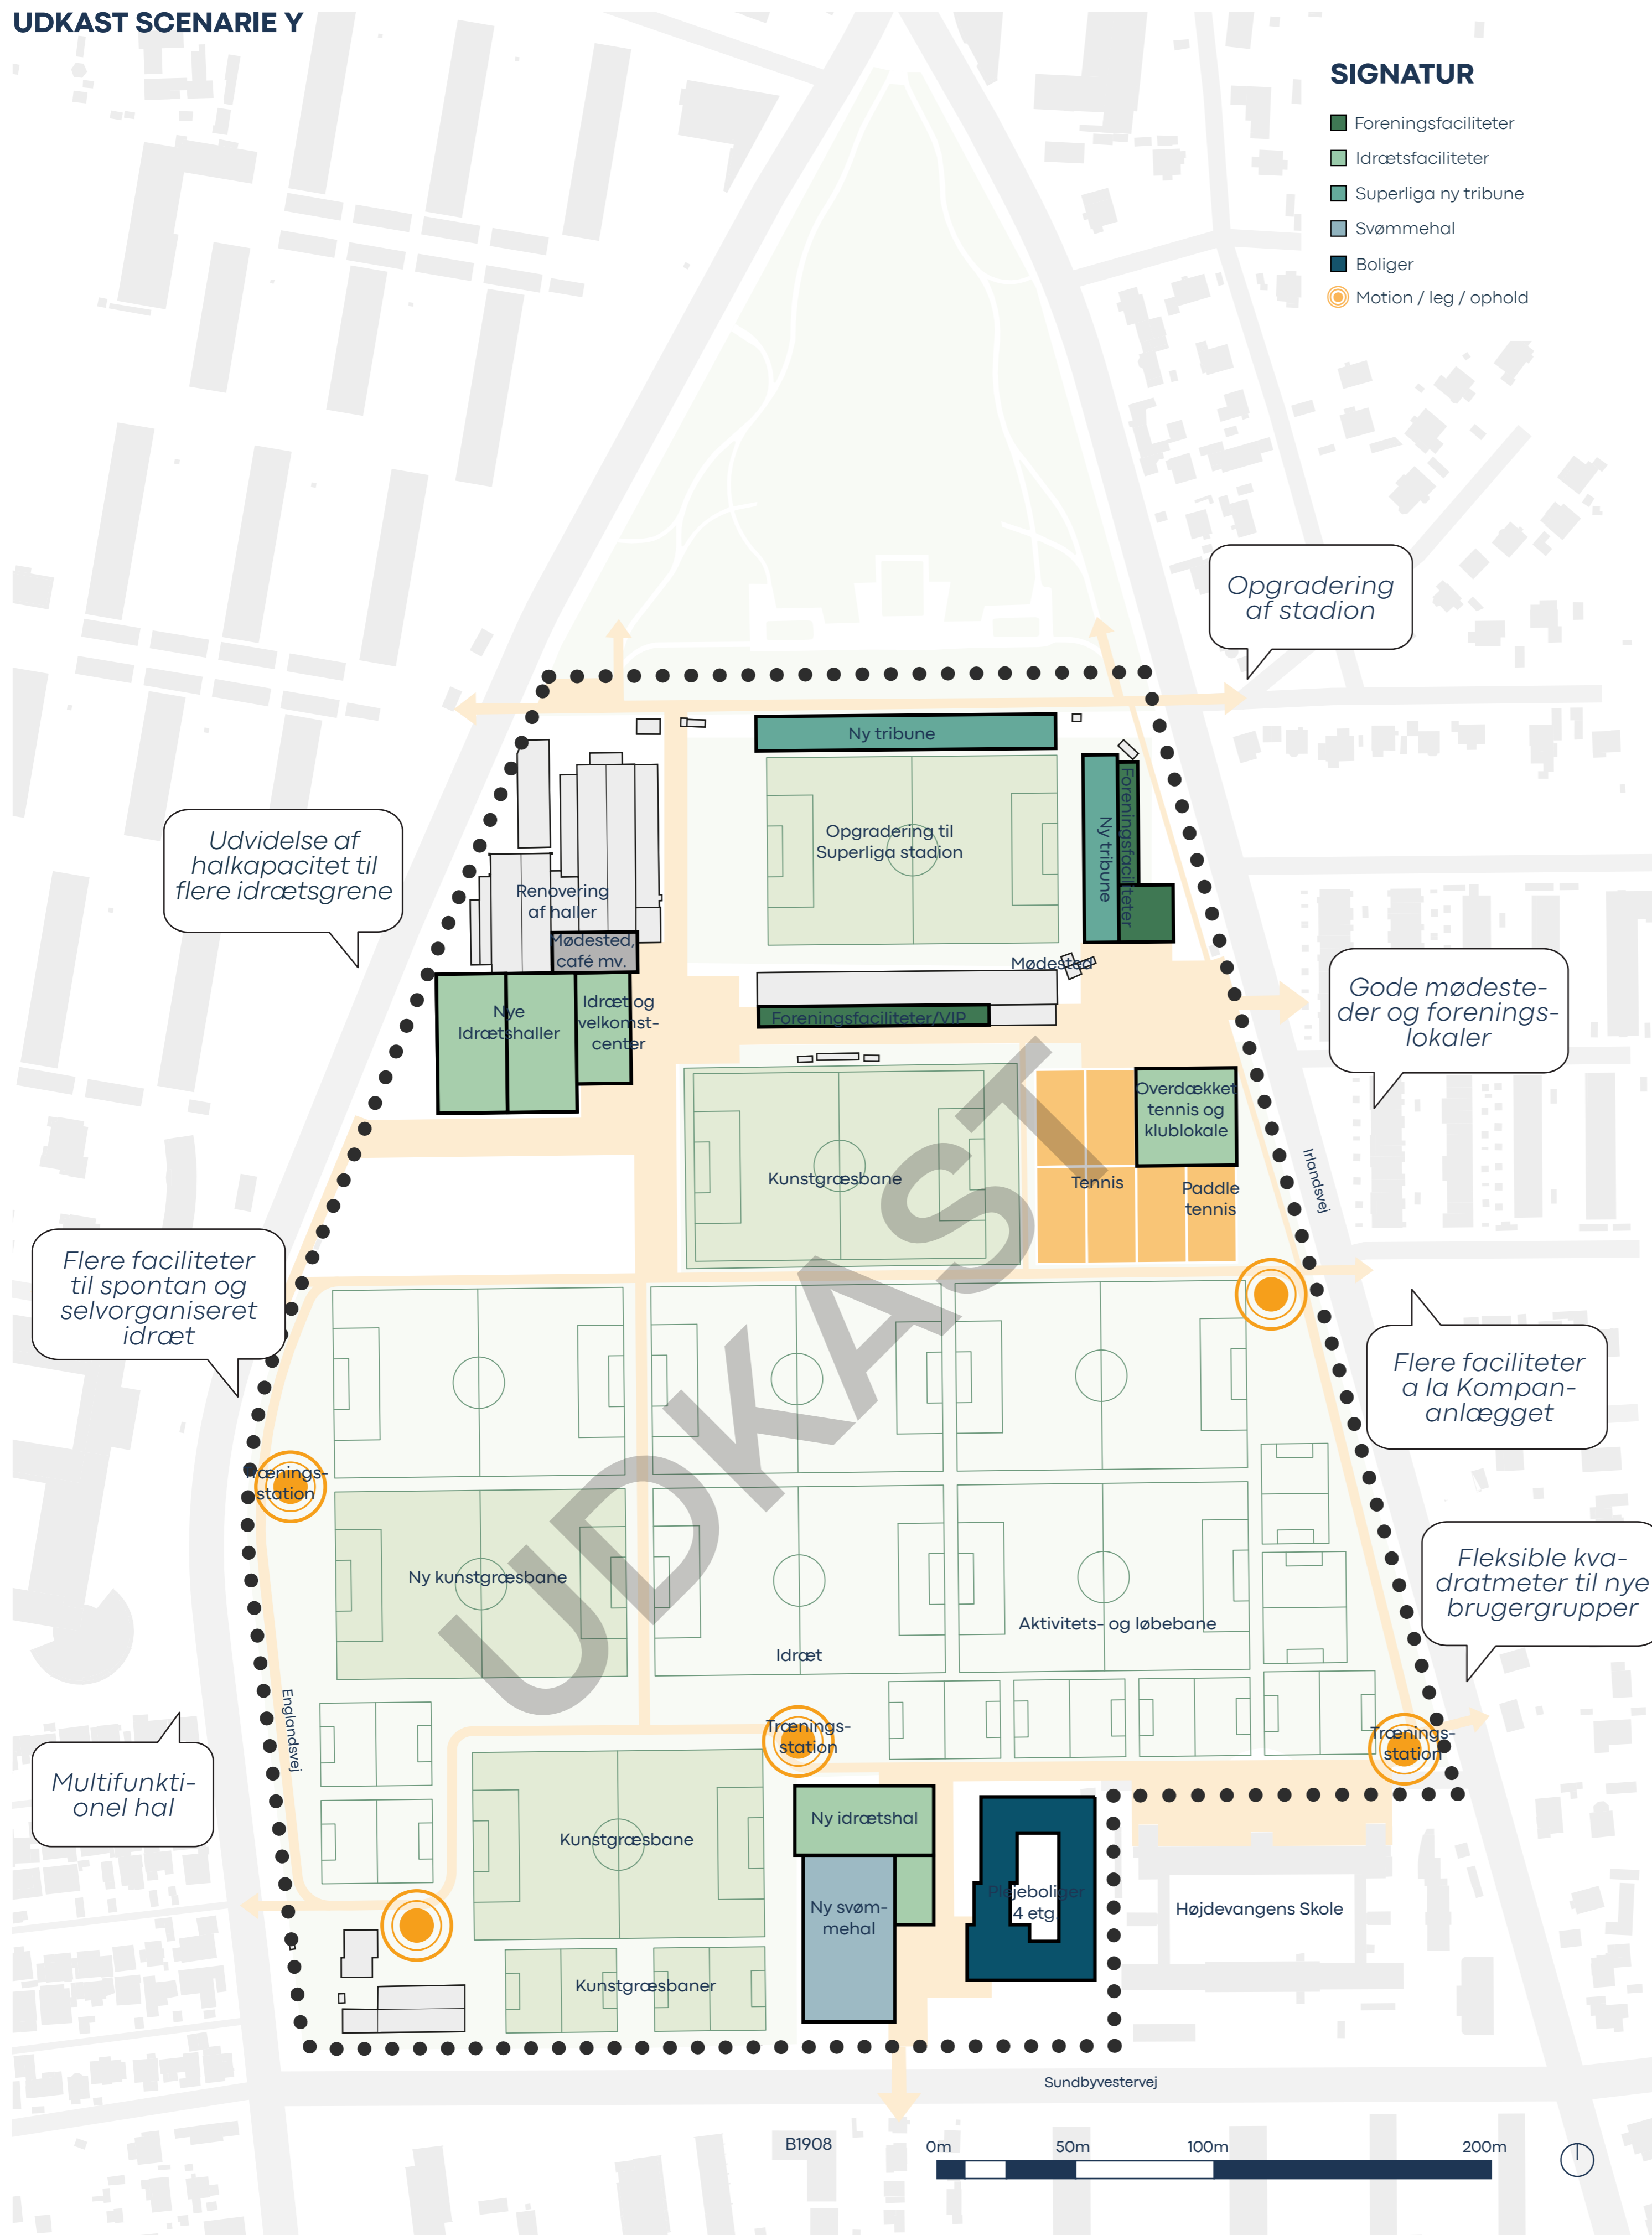 UDKAST SCENARIE Y
SIGNATUR
Foreningsfaciliteter
Idrætsfaciliteter
Superliga ny tribune
Svømmehal
Boliger
Motion / leg / ophold
Opgradering
af stadion
Ny tribune
Opgradering til
Superliga stadion
Ny tribune
Foreningsfaciliteter
Udvidelse af
halkapacitet til
flere idrætsgrene
Renovering
af haller
Mødested,
café mv.
Mødested
Nye
Idrætshaller
Idræt og
velkomst-
center
Foreningsfaciliteter/VIP
Gode mødeste-
der og forenings-
lokaler
Overdækket
tennis og
klublokale
Kunstgræsbane
Tennis
Paddle
tennis
Irlandsvej
Flere faciliteter
til spontan og
selvorganiseret
idræt
Flere faciliteter
a la Kompan-
anlægget
Trænings-
station
UDKAST
Ny kunstgræsbane
Fleksible kva-
dratmeter til nye
brugergrupper
Aktivitets- og løbebane
Idræt
Englandsvej
Trænings-
station
Trænings-
station
Multifunkti-
onel hal
Kunstgræsbane
Ny idrætshal
Ny svøm-
mehal
Plejeboliger
4 etg.
Højdevangens Skole
Kunstgræsbaner
Sundbyvestervej
B1908
0m
50m
100m
200m